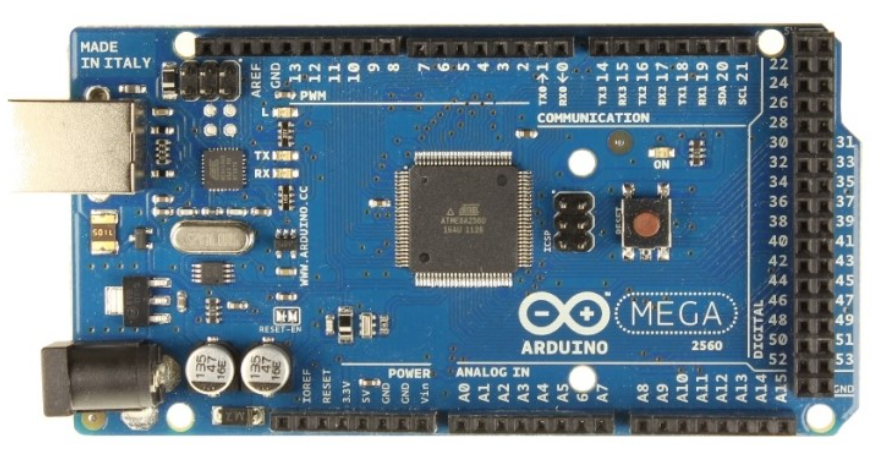 MADE
IN ITALY
AREF
GND
13
12
11
10
9
8
7
6
5
4
3
2
TX0→1
RX0←0
TX3 14
RX3 15
TX2 16
RX2 17
TX1 18
RX1 19
SDA 20
SCL 21
5V
PWM
COMMUNICATION
L
TX
RX
ON
WWW.ARDUINO.CC
ATMEL
ATMEGA2560
16AU 1126
ICSP
RESET
22
24
26
28
30 31
32 33
34 35
36 37
38 39
40 41
42 43
44 45
46 47
48 49
50 51
52 53
GND
DIGITAL
ARDUINO
MEGA
2560
RESET-EN
135
47
16E
135
47
16E
POWER
ANALOG IN
IOREF
RESET
3.3V
5V
GND
GND
Vin
A0
A1
A2
A3
A4
A5
6
A7
A8
A9
A10
A11
A12
A13
A14
A15